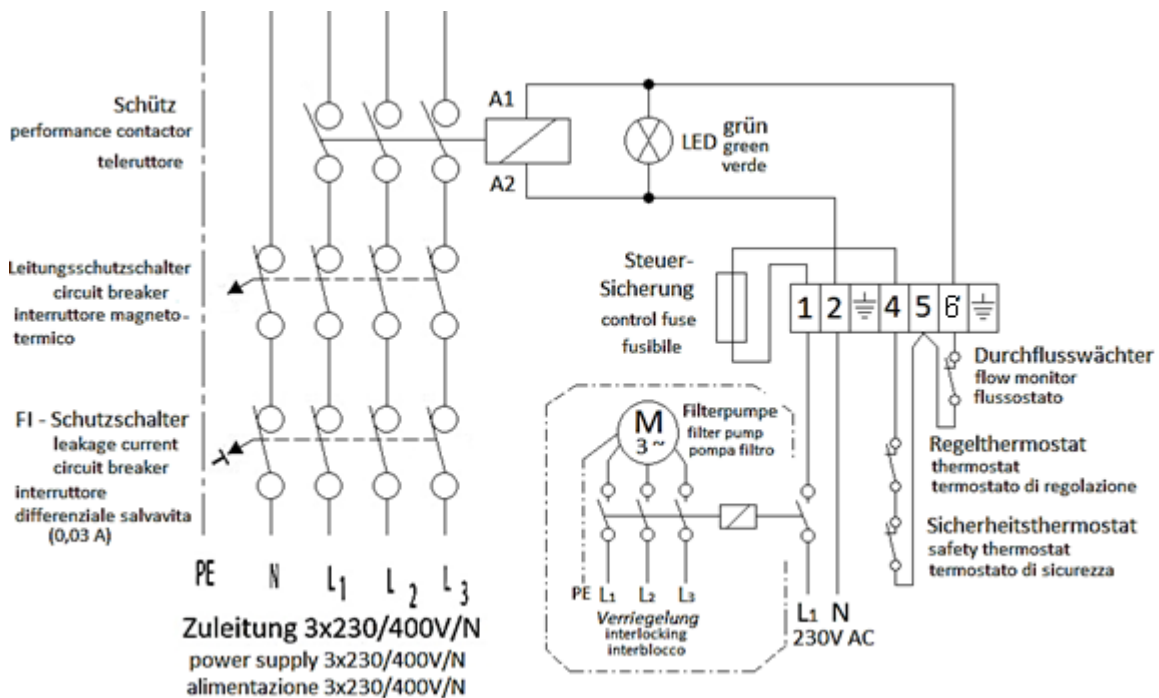 Schütz
performance contactor
teleruttore
A1
A2
LED
grün
green
verde
Leitungsschutzschalter
circuit breaker
interruttore magneto-
termico
Steuer-
Sicherung
control fuse
fusibile
1 2 4 5 6
Durchflusswächter
flow monitor
flussostato
FI - Schutzschalter
leakage current
circuit breaker
interruttore
differenziale salvavita
(0,03 A)
M
3 ~
Filterpumpe
filter pump
pompa filtro
Regelthermostat
thermostat
termostato di regolazione
Sicherheitsthermostat
safety thermostat
termostato di sicurezza
PE N L1 L2 L3
PE L1 L2 L3
Verriegelung
interlocking
interblocco
L1 N
230V AC
Zuleitung 3x230/400V/N
power supply 3x230/400V/N
alimentazione 3x230/400V/N